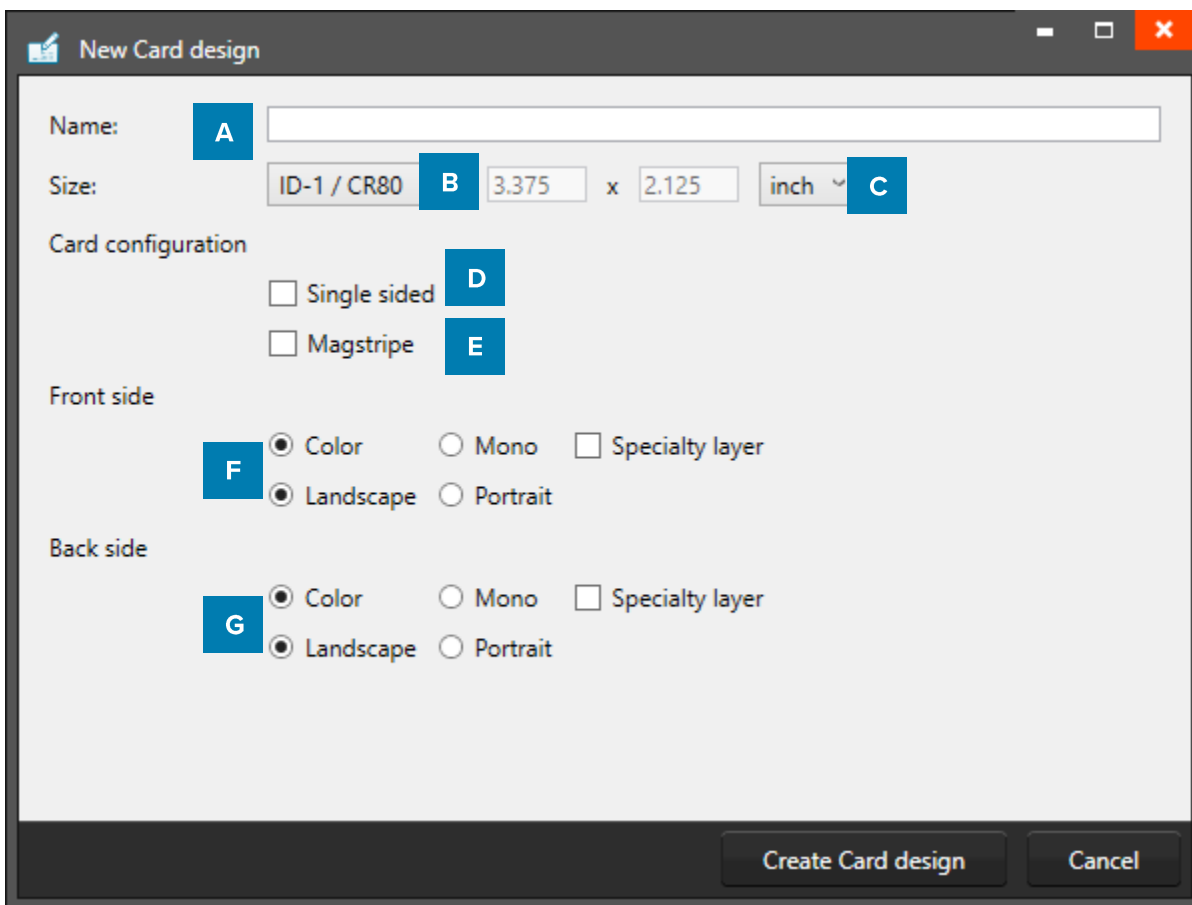 New Card design
Name: A
Size: ID-1 / CR80 B 3.375 x 2.125 inch C
Card configuration
Single sided D
Magstripe E
Front side
F Color Mono Specialty layer
Landscape Portrait
Back side
G Color Mono Specialty layer
Landscape Portrait
Create Card design Cancel